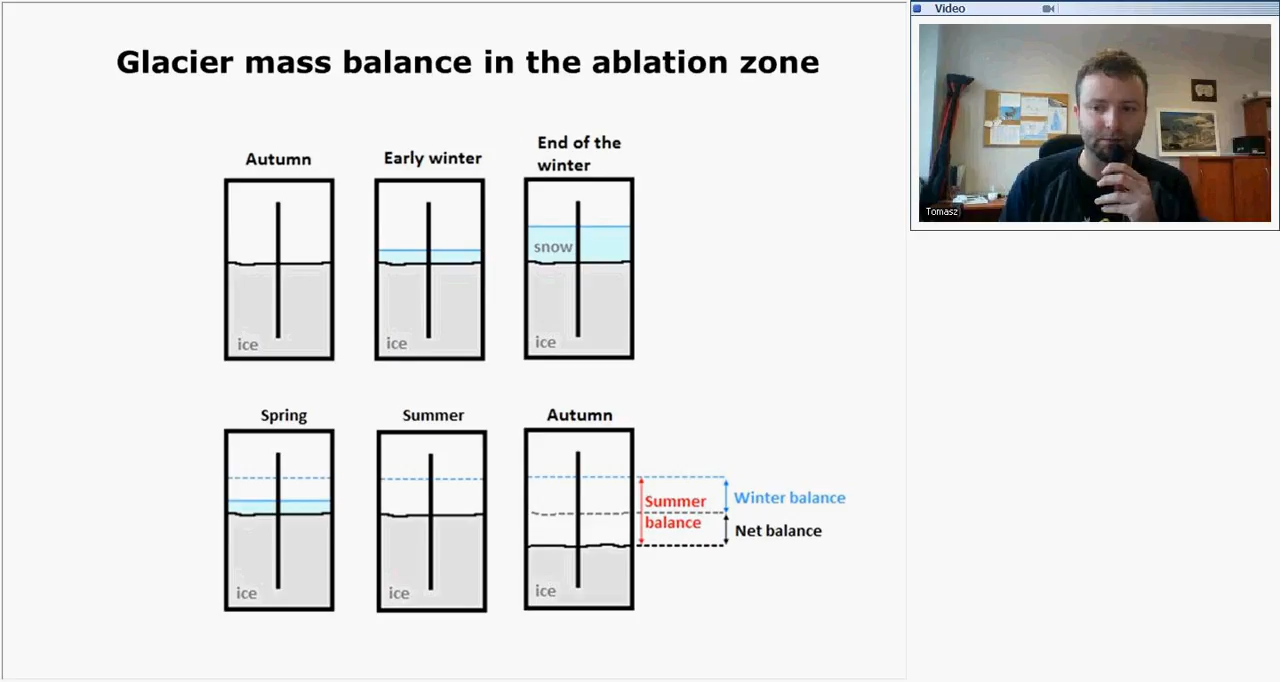 Glacier mass balance in the ablation zone
Autumn
Early winter
End of the
winter
snow
ice
ice
ice
Spring
Summer
Autumn
Summer
balance
Winter balance
Net balance
ice
ice
ice
Video
Tomasz